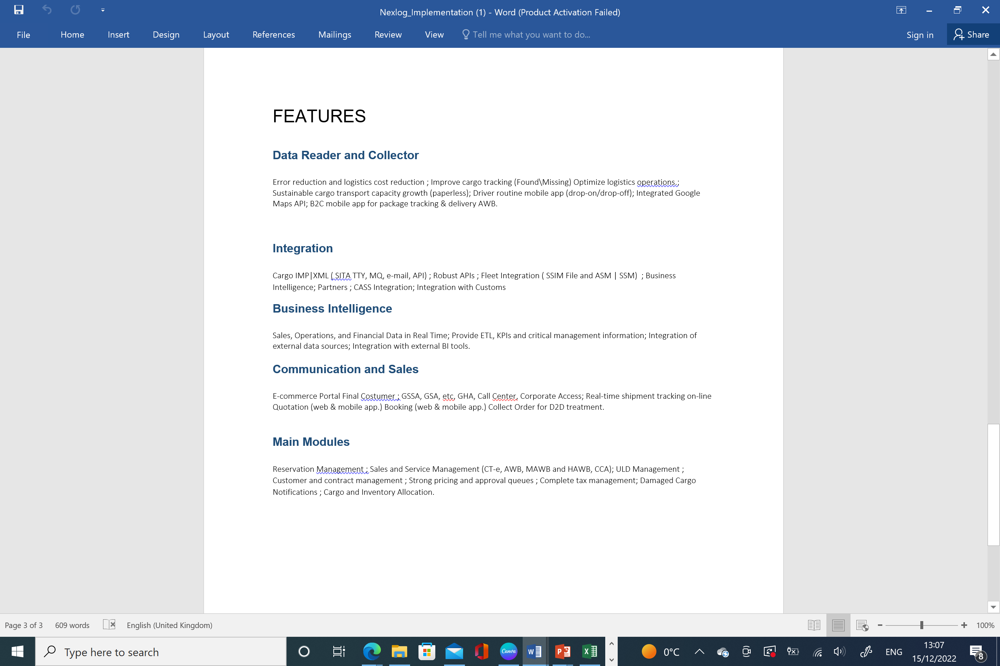 Nexlog_Implementation (1) - Word (Product Activation Failed)
File Home Insert Design Layout References Mailings Review View Tell me what you want to do... Sign in Share
FEATURES
Data Reader and Collector
Error reduction and logistics cost reduction ; Improve cargo tracking (Found\Missing) Optimize logistics operations.;
Sustainable cargo transport capacity growth (paperless); Driver routine mobile app (drop-on/drop-off); Integrated Google
Maps API; B2C mobile app for package tracking & delivery AWB.
Integration
Cargo IMP|XML ( SITA TTY, MQ, e-mail, API) ; Robust APIs ; Fleet Integration ( SSIM File and ASM | SSM)  ; Business
Intelligence; Partners ; CASS Integration; Integration with Customs
Business Intelligence
Sales, Operations, and Financial Data in Real Time; Provide ETL, KPIs and critical management information; Integration of
external data sources; Integration with external BI tools.
Communication and Sales
E-commerce Portal Final Costumer ; GSSA, GSA, etc, GHA, Call Center, Corporate Access; Real-time shipment tracking on-line
Quotation (web & mobile app.) Booking (web & mobile app.) Collect Order for D2D treatment.
Main Modules
Reservation Management ; Sales and Service Management (CT-e, AWB, MAWB and HAWB, CCA); ULD Management ;
Customer and contract management ; Strong pricing and approval queues ; Complete tax management; Damaged Cargo
Notifications ; Cargo and Inventory Allocation.
Page 3 of 3 609 words English (United Kingdom) 100%
Type here to search Canva W P X 0°C ENG 13:07
15/12/2022 8